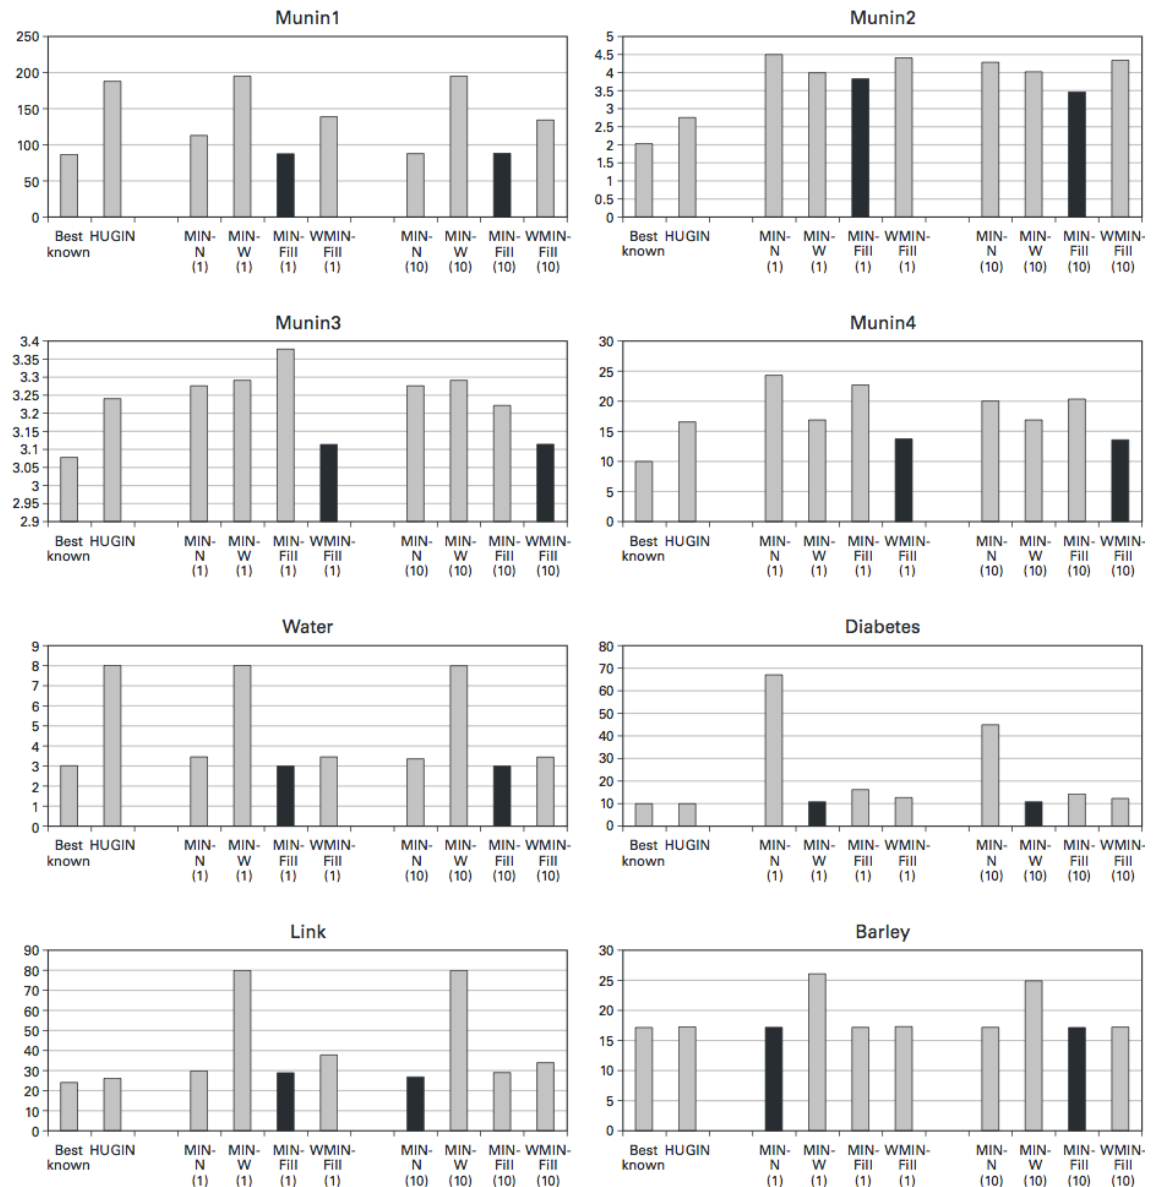 Munin1
250
200
150
100
50
0
Best HUGIN MIN- MIN- MIN- WMIN- MIN- MIN- MIN- WMIN-
known N W Fill Fill N W Fill Fill
(1) (1) (1) (1) (10) (10) (10) (10)
Munin2
5
4.5
4
3.5
3
2.5
2
1.5
1
0.5
0
Best HUGIN MIN- MIN- MIN- WMIN- MIN- MIN- MIN- WMIN-
known N W Fill Fill N W Fill Fill
(1) (1) (1) (1) (10) (10) (10) (10)
Munin3
3.4
3.35
3.3
3.25
3.2
3.15
3.1
3.05
3
2.95
2.9
Best HUGIN MIN- MIN- MIN- WMIN- MIN- MIN- MIN- WMIN-
known N W Fill Fill N W Fill Fill
(1) (1) (1) (1) (10) (10) (10) (10)
Munin4
30
25
20
15
10
5
0
Best HUGIN MIN- MIN- MIN- WMIN- MIN- MIN- MIN- WMIN-
known N W Fill Fill N W Fill Fill
(1) (1) (1) (1) (10) (10) (10) (10)
Water
9
8
7
6
5
4
3
2
1
0
Best HUGIN MIN- MIN- MIN- WMIN- MIN- MIN- MIN- WMIN-
known N W Fill Fill N W Fill Fill
(1) (1) (1) (1) (10) (10) (10) (10)
Diabetes
80
70
60
50
40
30
20
10
0
Best HUGIN MIN- MIN- MIN- WMIN- MIN- MIN- MIN- WMIN-
known N W Fill Fill N W Fill Fill
(1) (1) (1) (1) (10) (10) (10) (10)
Link
90
80
70
60
50
40
30
20
10
0
Best HUGIN MIN- MIN- MIN- WMIN- MIN- MIN- MIN- WMIN-
known N W Fill Fill N W Fill Fill
(1) (1) (1) (1) (10) (10) (10) (10)
Barley
30
25
20
15
10
5
0
Best HUGIN MIN- MIN- MIN- WMIN- MIN- MIN- MIN- WMIN-
known N W Fill Fill N W Fill Fill
(1) (1) (1) (1) (10) (10) (10) (10)